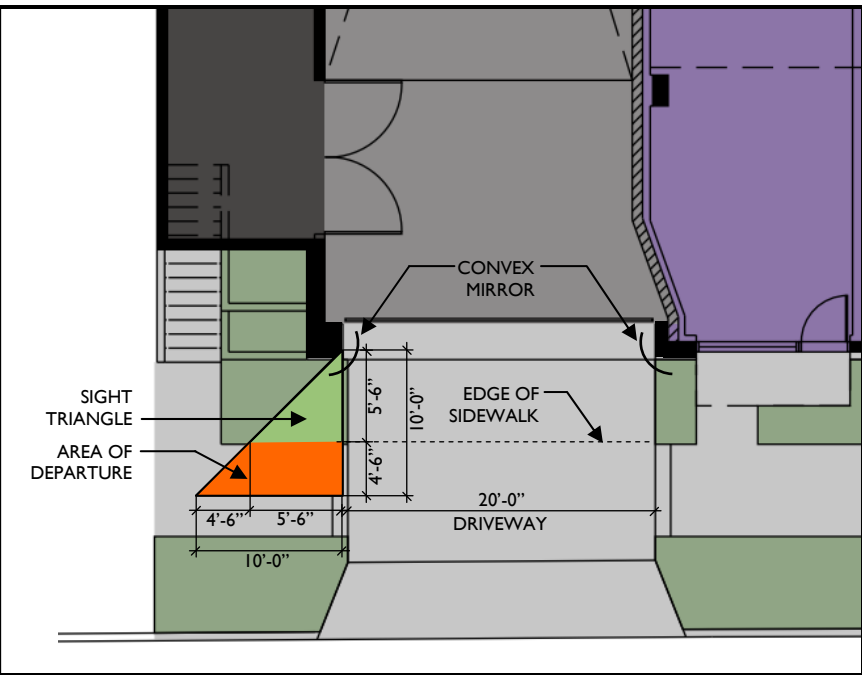 CONVEX
MIRROR
SIGHT
TRIANGLE
5'-6"
10'-0"
EDGE OF
SIDEWALK
AREA OF
DEPARTURE
4'-6"
20'-0"
DRIVEWAY
4'-6"
5'-6"
10'-0"